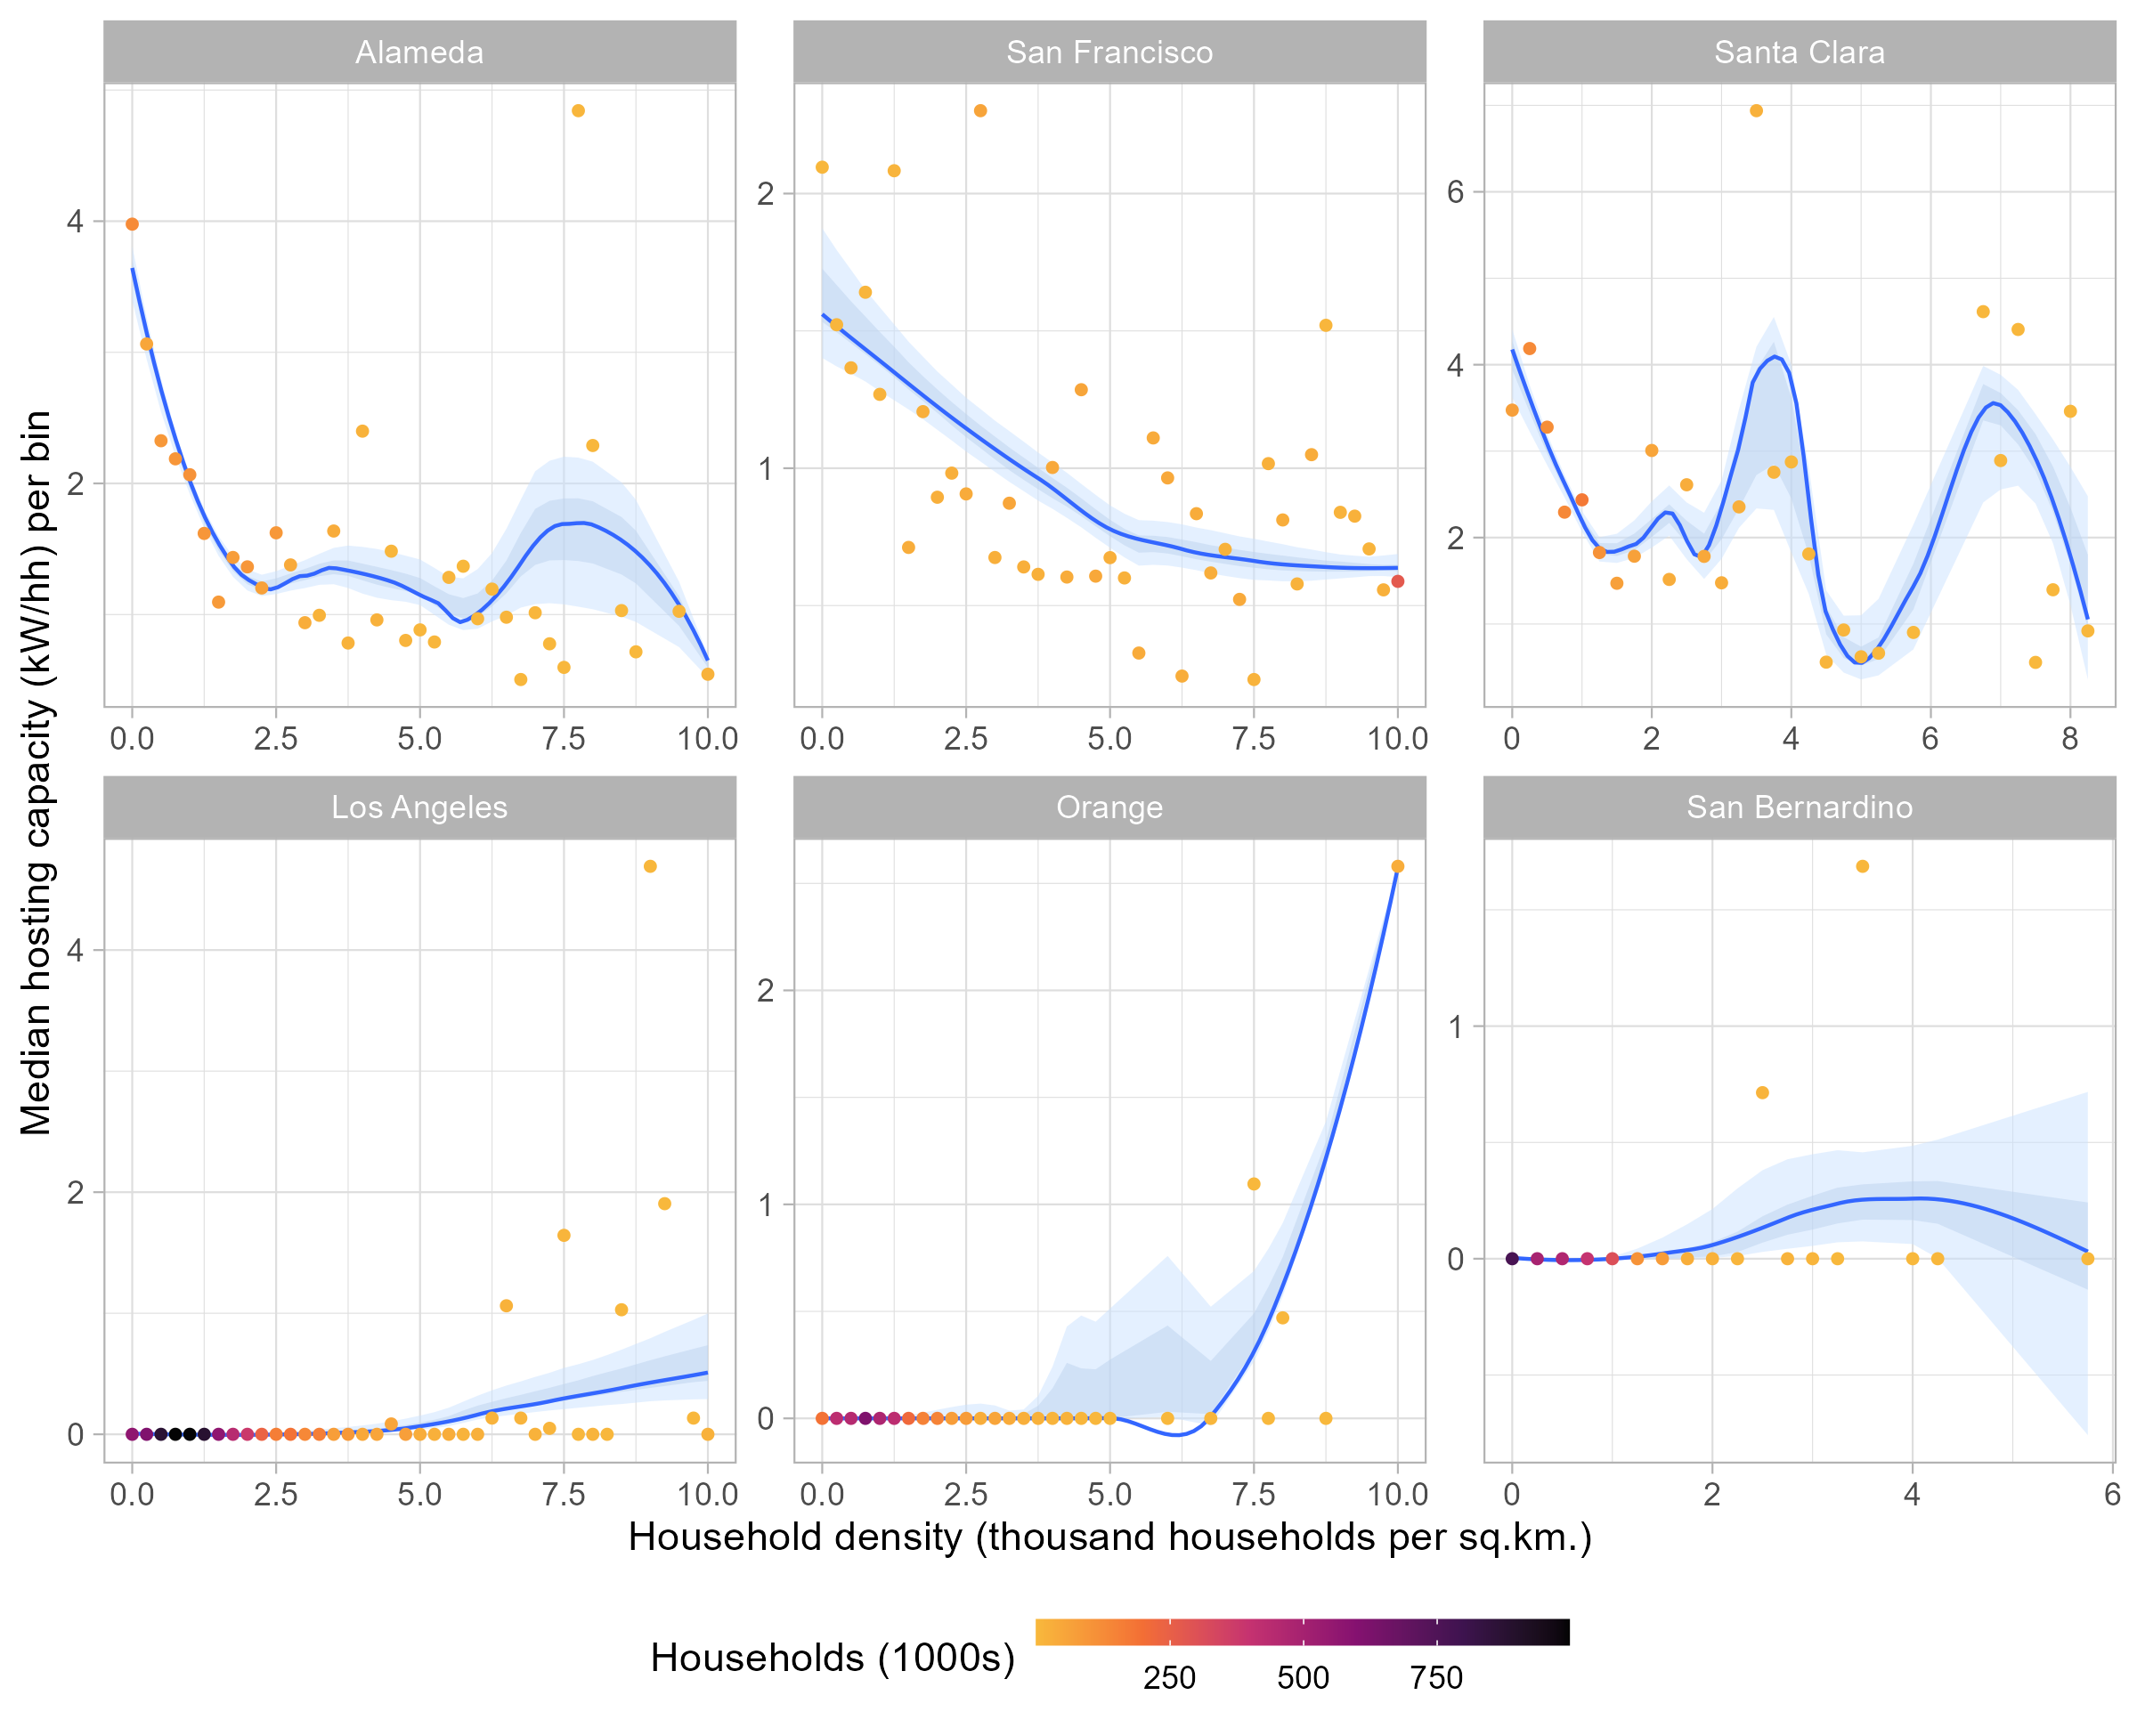 Alameda
San Francisco
Santa Clara
Median hosting capacity (kW/hh) per bin
4
2
0.0 2.5 5.0 7.5 10.0
2
1
0.0 2.5 5.0 7.5 10.0
6
4
2
0 2 4 6 8
Los Angeles
Orange
San Bernardino
4
2
0
0.0 2.5 5.0 7.5 10.0
2
1
0
0.0 2.5 5.0 7.5 10.0
1
0
0 2 4 6
Household density (thousand households per sq.km.)
Households (1000s)
250 500 750